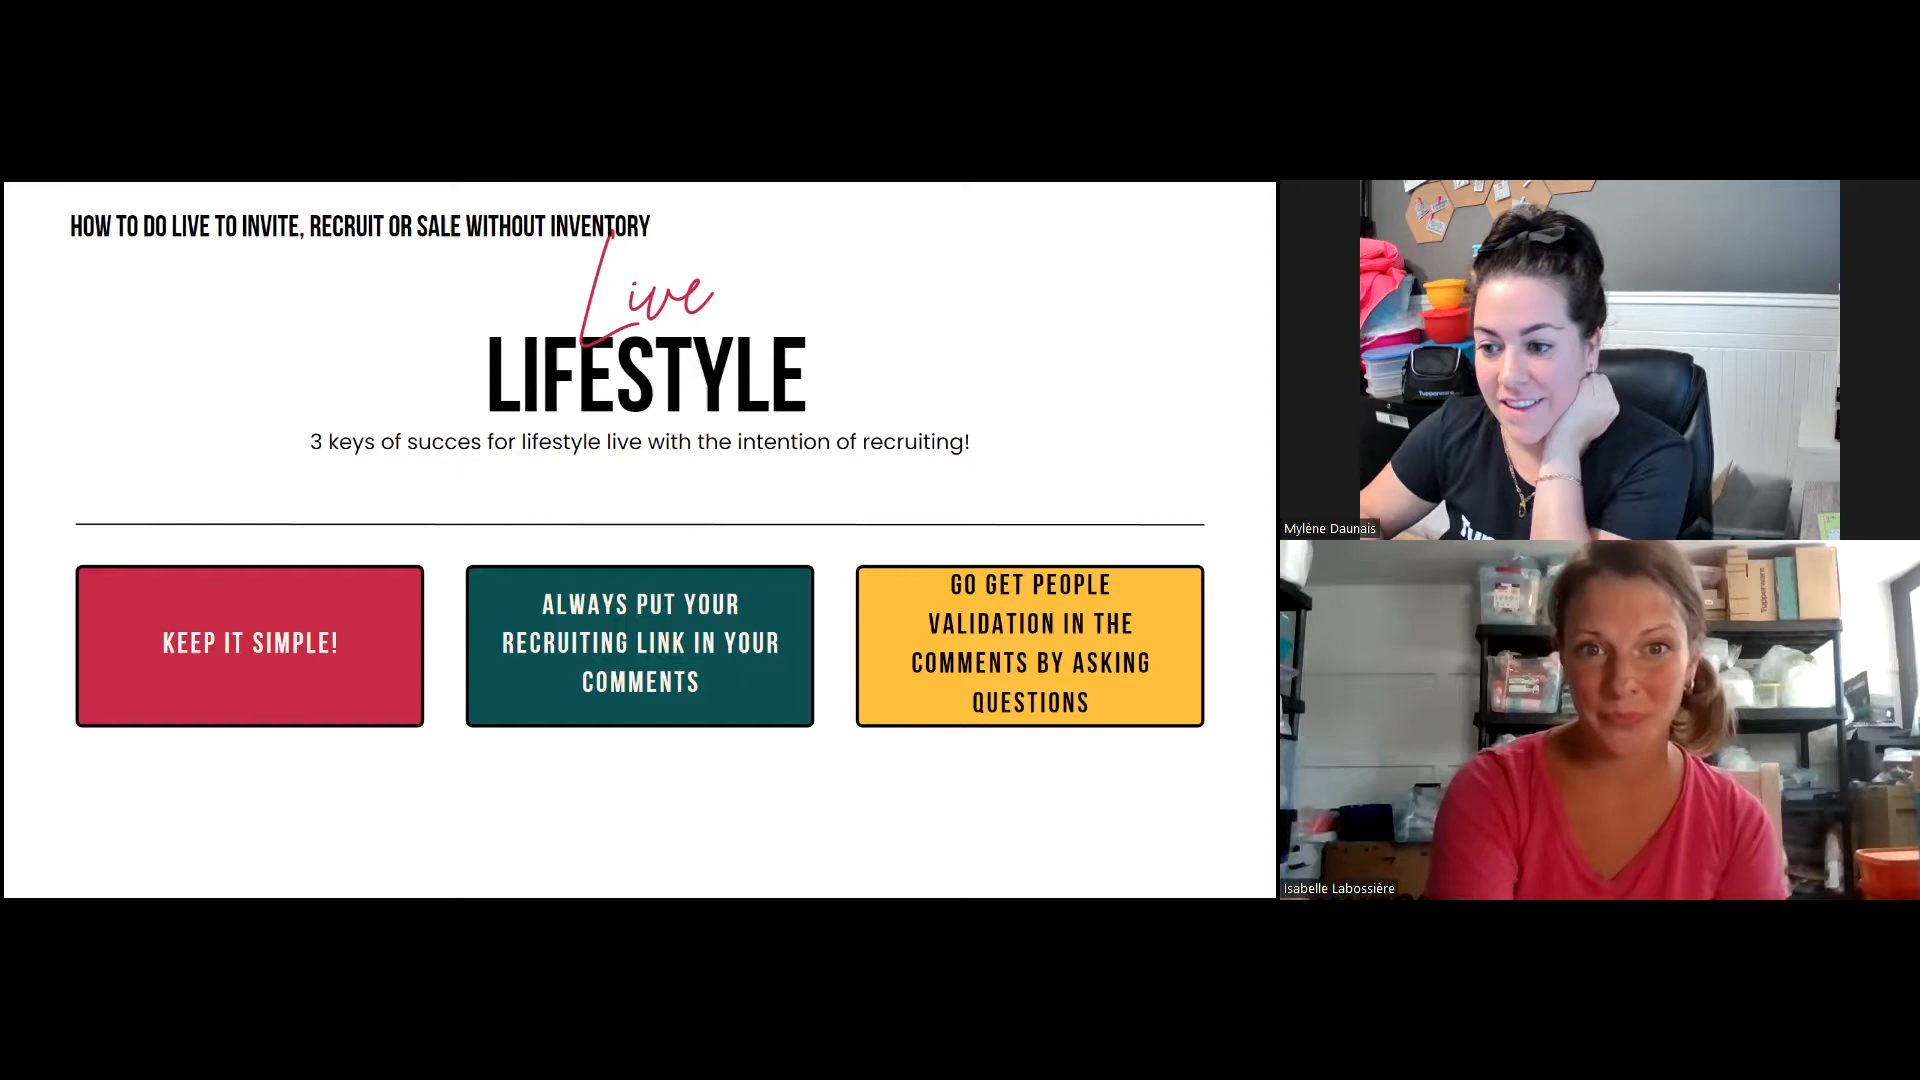 HOW TO DO LIVE TO INVITE, RECRUIT OR SALE WITHOUT INVENTORY
Live
LIFESTYLE
3 keys of succes for lifestyle live with the intention of recruiting!
KEEP IT SIMPLE!
ALWAYS PUT YOUR
RECRUITING LINK IN YOUR
COMMENTS
GO GET PEOPLE
VALIDATION IN THE
COMMENTS BY ASKING
QUESTIONS
Tupperware
Mylène Daunais
Tupperware
Isabelle Labossière